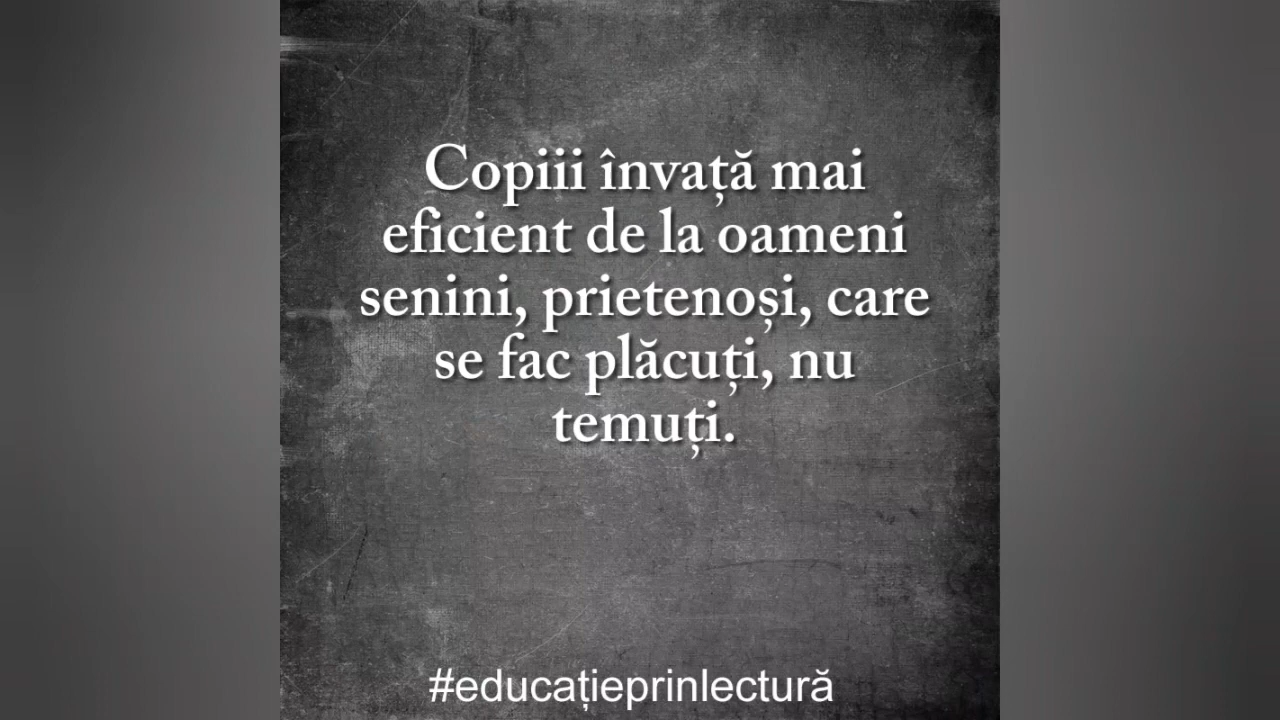 Copiii învață mai
eficient de la oameni
senini, prietenoși, care
se fac plăcuți, nu
temuți.
#educațieprinlectură